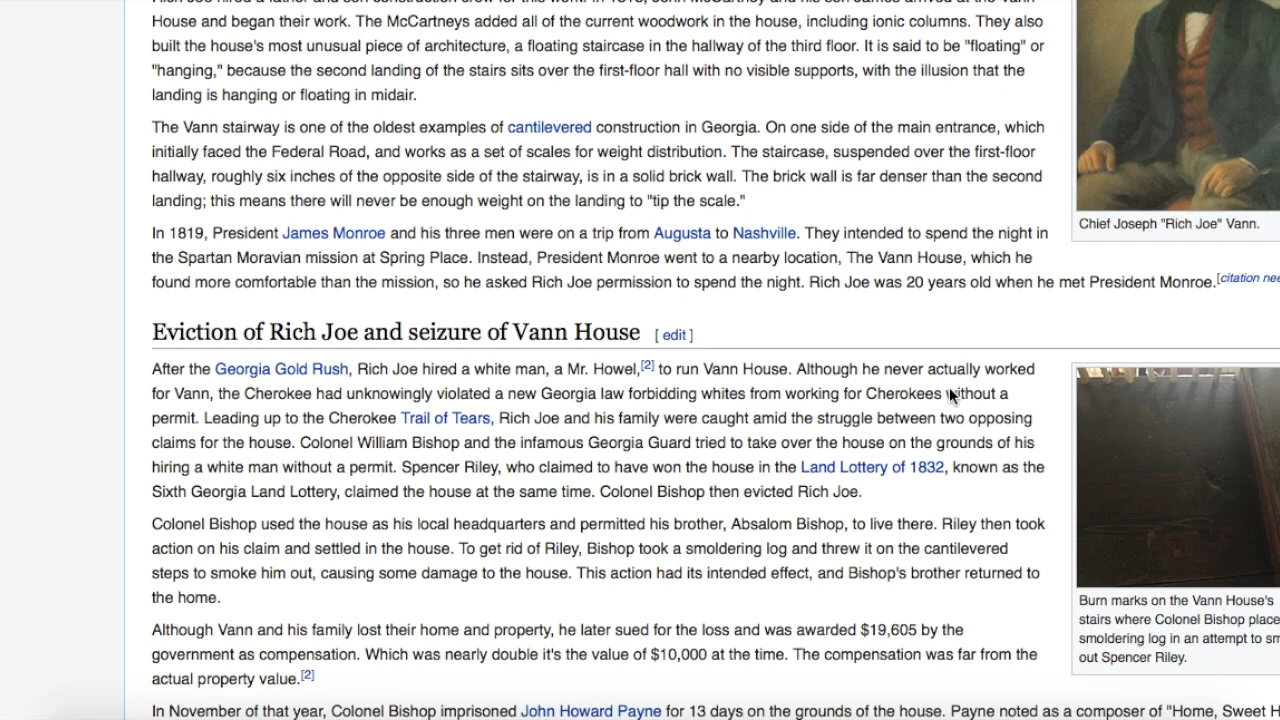 House and began their work. The McCartneys added all of the current woodwork in the house, including ionic columns. They also
built the house's most unusual piece of architecture, a floating staircase in the hallway of the third floor. It is said to be "floating" or
"hanging," because the second landing of the stairs sits over the first-floor hall with no visible supports, with the illusion that the
landing is hanging or floating in midair.
The Vann stairway is one of the oldest examples of cantilevered construction in Georgia. On one side of the main entrance, which
initially faced the Federal Road, and works as a set of scales for weight distribution. The staircase, suspended over the first-floor
hallway, roughly six inches of the opposite side of the stairway, is in a solid brick wall. The brick wall is far denser than the second
landing; this means there will never be enough weight on the landing to "tip the scale."
Chief Joseph "Rich Joe" Vann.
In 1819, President James Monroe and his three men were on a trip from Augusta to Nashville. They intended to spend the night in
the Spartan Moravian mission at Spring Place. Instead, President Monroe went to a nearby location, The Vann House, which he
found more comfortable than the mission, so he asked Rich Joe permission to spend the night. Rich Joe was 20 years old when he met President Monroe.[citation nee
Eviction of Rich Joe and seizure of Vann House [ edit ]
After the Georgia Gold Rush, Rich Joe hired a white man, a Mr. Howel,[2] to run Vann House. Although he never actually worked
for Vann, the Cherokee had unknowingly violated a new Georgia law forbidding whites from working for Cherokees without a
permit. Leading up to the Cherokee Trail of Tears, Rich Joe and his family were caught amid the struggle between two opposing
claims for the house. Colonel William Bishop and the infamous Georgia Guard tried to take over the house on the grounds of his
hiring a white man without a permit. Spencer Riley, who claimed to have won the house in the Land Lottery of 1832, known as the
Sixth Georgia Land Lottery, claimed the house at the same time. Colonel Bishop then evicted Rich Joe.
Colonel Bishop used the house as his local headquarters and permitted his brother, Absalom Bishop, to live there. Riley then took
action on his claim and settled in the house. To get rid of Riley, Bishop took a smoldering log and threw it on the cantilevered
steps to smoke him out, causing some damage to the house. This action had its intended effect, and Bishop's brother returned to
the home.
Burn marks on the Vann House's
stairs where Colonel Bishop place
smoldering log in an attempt to sm
out Spencer Riley.
Although Vann and his family lost their home and property, he later sued for the loss and was awarded $19,605 by the
government as compensation. Which was nearly double it's the value of $10,000 at the time. The compensation was far from the
actual property value.[2]
In November of that year, Colonel Bishop imprisoned John Howard Payne for 13 days on the grounds of the house. Payne noted as a composer of "Home, Sweet H